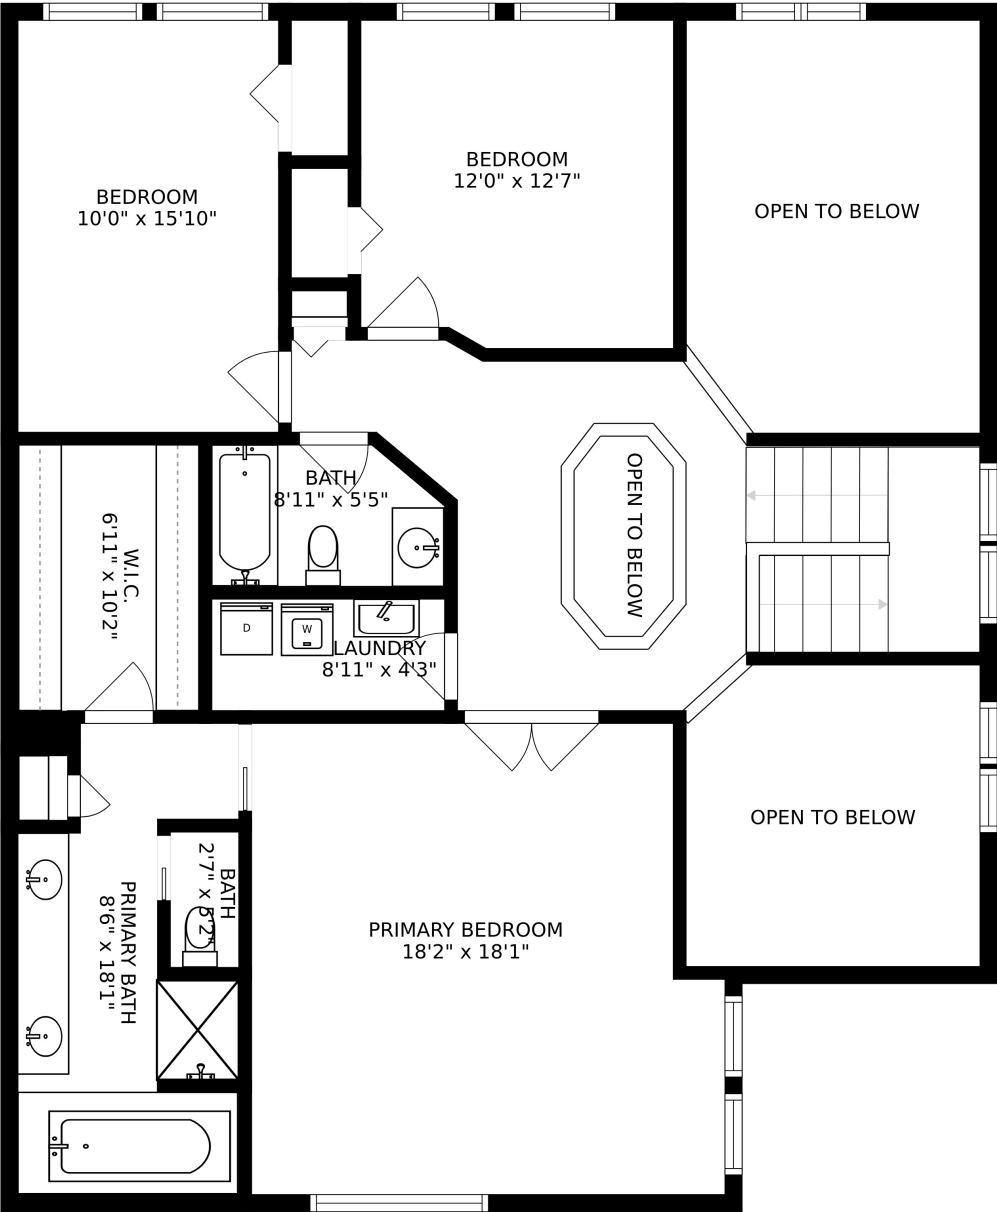 BEDROOM
12'0" x 12'7"
BEDROOM
10'0" x 15'10"
OPEN TO BELOW
BATH
8'11" x 5'5"
OPEN TO BELOW
W.I.C.
6'11" x 10'2"
D
W
LAUNDRY
8'11" x 4'3"
OPEN TO BELOW
BATH
2'7" x 5'2"
PRIMARY BATH
8'6" x 18'1"
PRIMARY BEDROOM
18'2" x 18'1"